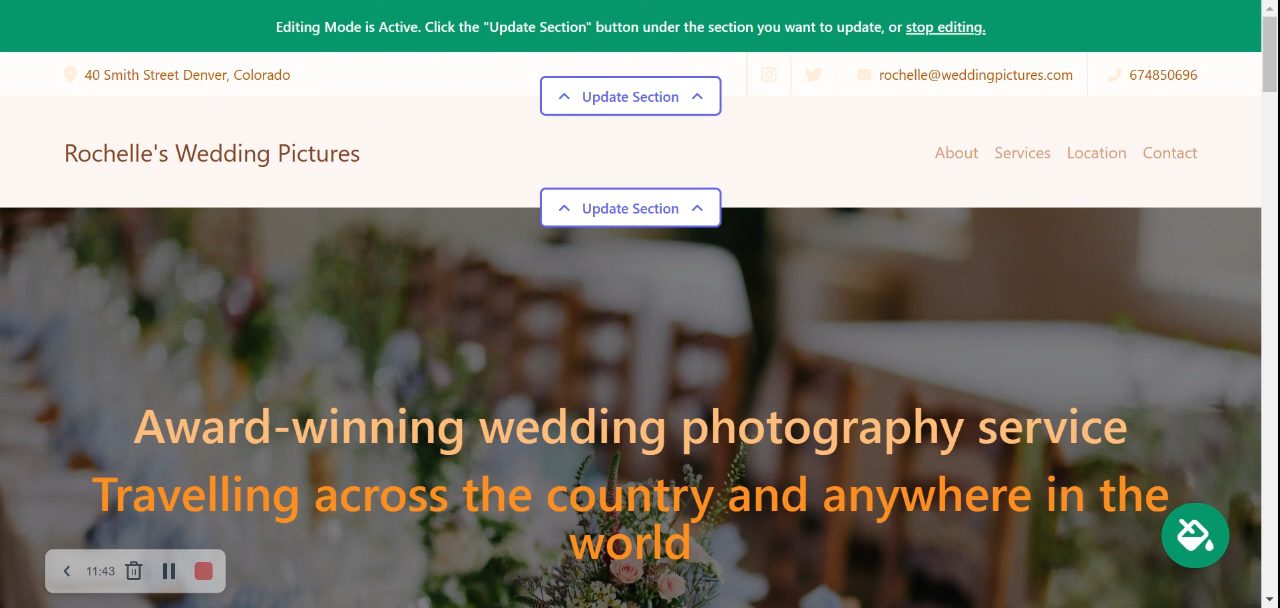 Editing Mode is Active. Click the "Update Section" button under the section you want to update, or stop editing.
40 Smith Street Denver, Colorado
rochelle@weddingpictures.com
674850696
Update Section
Rochelle's Wedding Pictures
About Services Location Contact
Update Section
Award-winning wedding photography service
Travelling across the country and anywhere in the
world
11:43